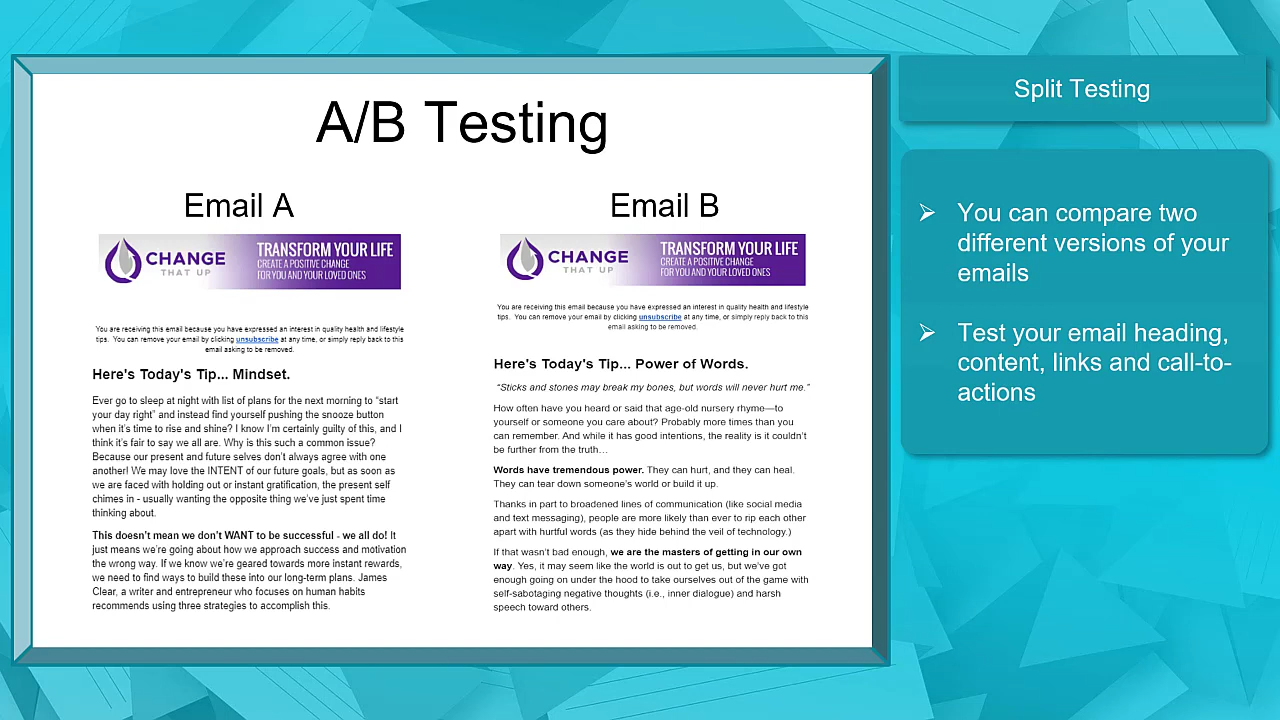 A/B Testing
Email A
CHANGE
THAT UP
TRANSFORM YOUR LIFE
CREATE A POSITIVE CHANGE
FOR YOU AND YOUR LOVED ONES
You are receiving this email because you have expressed an interest in quality health and lifestyle
tips. You can remove your email by clicking unsubscribe at any time, or simply reply back to this
email asking to be removed.
Here's Today's Tip... Mindset.
Ever go to sleep at night with list of plans for the next morning to “start
your day right” and instead find yourself pushing the snooze button
when it’s time to rise and shine? I know I’m certainly guilty of this, and I
think it’s fair to say we all are. Why is this such a common issue?
Because our present and future selves don’t always agree with one
another! We may love the INTENT of our future goals, but as soon as
we are faced with holding out or instant gratification, the present self
chimes in - usually wanting the opposite thing we’ve just spent time
thinking about.
This doesn’t mean we don’t WANT to be successful - we all do! It
just means we’re going about how we approach success and motivation
the wrong way. If we know we’re geared towards more instant rewards,
we need to find ways to build these into our long-term plans. James
Clear, a writer and entrepreneur who focuses on human habits
recommends using three strategies to accomplish this.
Email B
CHANGE
THAT UP
TRANSFORM YOUR LIFE
CREATE A POSITIVE CHANGE
FOR YOU AND YOUR LOVED ONES
You are receiving this email because you have expressed an interest in quality health and lifestyle
tips. You can remove your email by clicking unsubscribe at any time, or simply reply back to this
email asking to be removed.
Here's Today's Tip... Power of Words.
“Sticks and stones may break my bones, but words will never hurt me.”
How often have you heard or said that age-old nursery rhyme—to
yourself or someone you care about? Probably more times than you
can remember. And while it has good intentions, the reality is it couldn’t
be further from the truth…
Words have tremendous power. They can hurt, and they can heal.
They can tear down someone’s world or build it up.
Thanks in part to broadened lines of communication (like social media
and text messaging), people are more likely than ever to rip each other
apart with hurtful words (as they hide behind the veil of technology.)
If that wasn’t bad enough, we are the masters of getting in our own
way. Yes, it may seem like the world is out to get us, but we’ve got
enough going on under the hood to take ourselves out of the game with
self-sabotaging negative thoughts (i.e., inner dialogue) and harsh
speech toward others.
Split Testing
➢ You can compare two
different versions of your
emails
➢ Test your email heading,
content, links and call-to-
actions